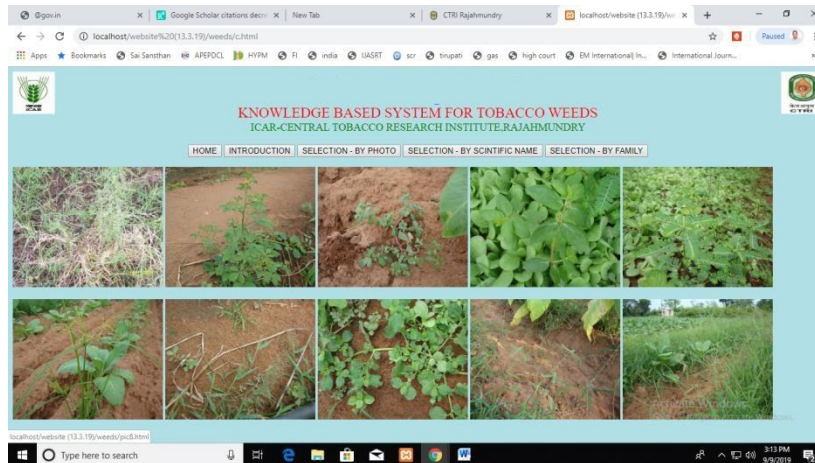 @gov.in
Google Scholar citations decre
New Tab
CTRI Rajahmundry
localhost/website (13.3.19)/we
localhost/website%20(13.3.19)/weeds/c.html
Paused
Apps Bookmarks Sai Sansthan APEPDCL HYPM FI india IJASRT scr tirupati gas high court EM International| In... International Journ...
KNOWLEDGE BASED SYSTEM FOR TOBACCO WEEDS
ICAR-CENTRAL TOBACCO RESEARCH INSTITUTE,RAJAHMUNDRY
HOME INTRODUCTION SELECTION - BY PHOTO SELECTION - BY SCINTIFIC NAME SELECTION - BY FAMILY
ICAR
CTRI
Activate Windows
localhost/website (13.3.19)/weeds/pic8.html
Type here to search
3:13 PM
9/9/2019